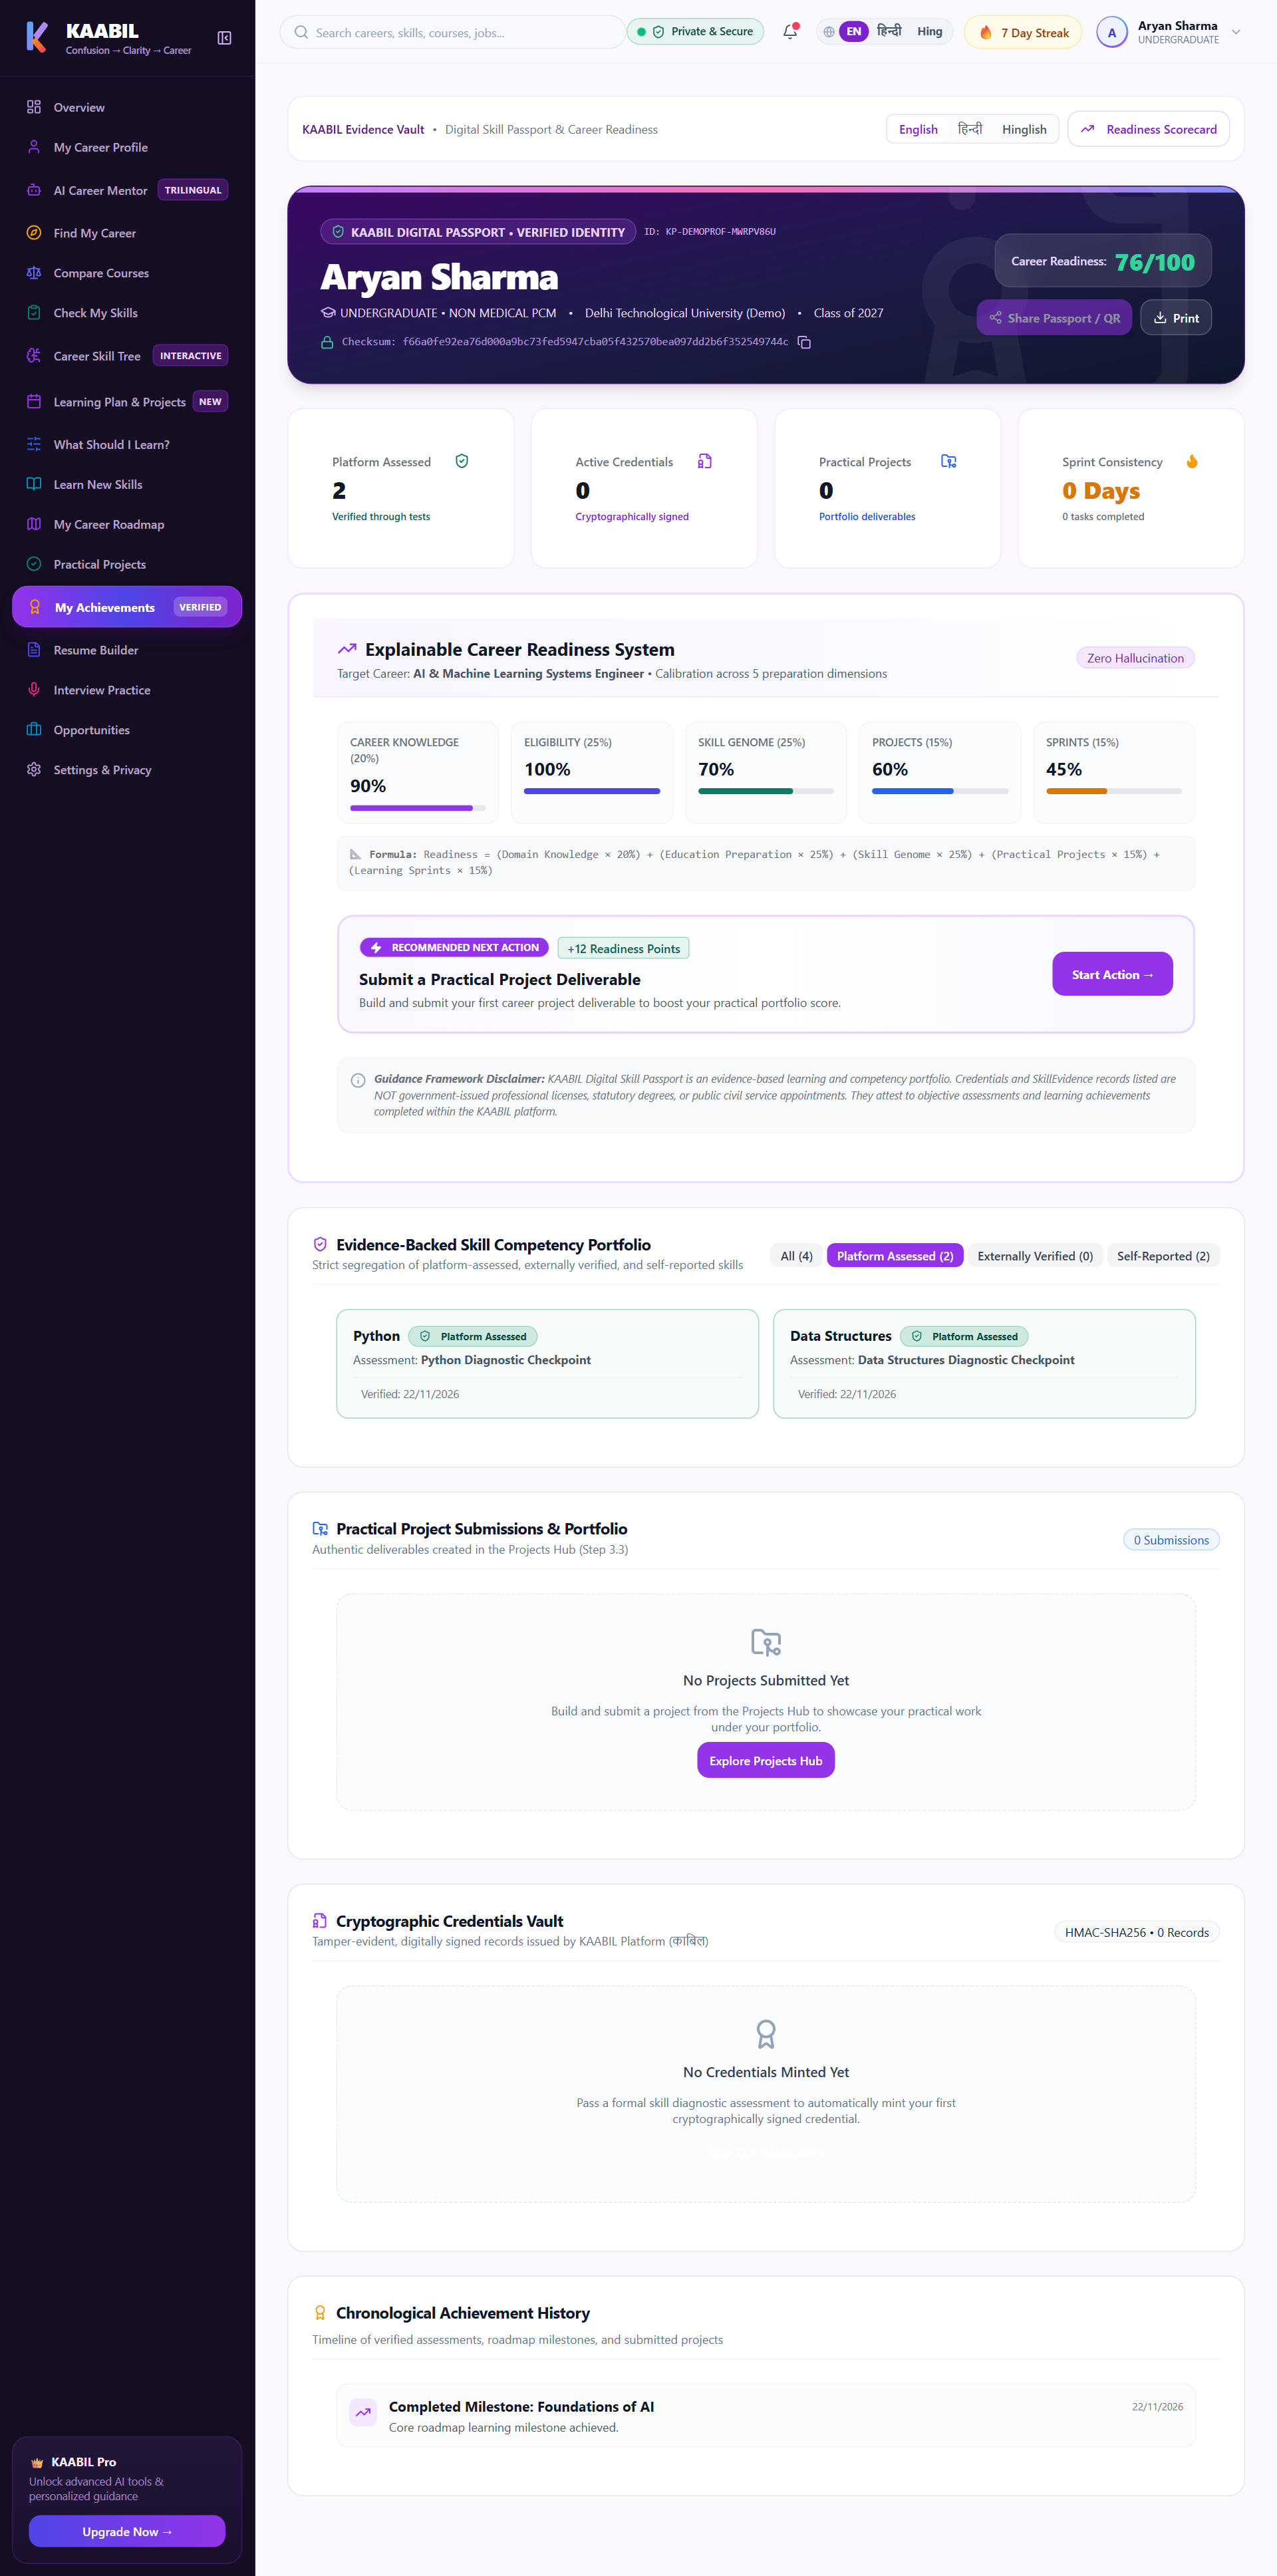 KAABIL
Confusion → Clarity → Career
Overview
My Career Profile
AI Career Mentor TRILINGUAL
Find My Career
Compare Courses
Check My Skills
Career Skill Tree INTERACTIVE
Learning Plan & Projects NEW
What Should I Learn?
Learn New Skills
My Career Roadmap
Practical Projects
My Achievements VERIFIED
Resume Builder
Interview Practice
Opportunities
Settings & Privacy
KAABIL Pro
Unlock advanced AI tools &
personalized guidance
Upgrade Now →
Search careers, skills, courses, jobs...
Private & Secure
EN हिन्दी Hing
7 Day Streak
A
Aryan Sharma
UNDERGRADUATE
KAABIL Evidence Vault • Digital Skill Passport & Career Readiness
English हिन्दी Hinglish
Readiness Scorecard
KAABIL DIGITAL PASSPORT • VERIFIED IDENTITY ID: KP-DEMOPROF-MWRPV86U
Aryan Sharma
UNDERGRADUATE • NON MEDICAL PCM • Delhi Technological University (Demo) • Class of 2027
Checksum: f66a0fe92ea76d000a9bc73fed5947cba05f432570bea097dd2b6f352549744c
Career Readiness: 76/100
Share Passport / QR
Print
Platform Assessed
2
Verified through tests
Active Credentials
0
Cryptographically signed
Practical Projects
0
Portfolio deliverables
Sprint Consistency
0 Days
0 tasks completed
Explainable Career Readiness System
Target Career: AI & Machine Learning Systems Engineer • Calibration across 5 preparation dimensions
Zero Hallucination
CAREER KNOWLEDGE
(20%)
90%
ELIGIBILITY (25%)
100%
SKILL GENOME (25%)
70%
PROJECTS (15%)
60%
SPRINTS (15%)
45%
Formula: Readiness = (Domain Knowledge × 20%) + (Education Preparation × 25%) + (Skill Genome × 25%) + (Practical Projects × 15%) +
(Learning Sprints × 15%)
RECOMMENDED NEXT ACTION +12 Readiness Points
Submit a Practical Project Deliverable
Build and submit your first career project deliverable to boost your practical portfolio score.
Start Action →
Guidance Framework Disclaimer: KAABIL Digital Skill Passport is an evidence-based learning and competency portfolio. Credentials and SkillEvidence records listed are
NOT government-issued professional licenses, statutory degrees, or public civil service appointments. They attest to objective assessments and learning achievements
completed within the KAABIL platform.
Evidence-Backed Skill Competency Portfolio
Strict segregation of platform-assessed, externally verified, and self-reported skills
All (4) Platform Assessed (2) Externally Verified (0) Self-Reported (2)
Python Platform Assessed
Assessment: Python Diagnostic Checkpoint
Verified: 22/11/2026
Data Structures Platform Assessed
Assessment: Data Structures Diagnostic Checkpoint
Verified: 22/11/2026
Practical Project Submissions & Portfolio
Authentic deliverables created in the Projects Hub (Step 3.3)
0 Submissions
No Projects Submitted Yet
Build and submit a project from the Projects Hub to showcase your practical work
under your portfolio.
Explore Projects Hub
Cryptographic Credentials Vault
Tamper-evident, digitally signed records issued by KAABIL Platform (काबिल)
HMAC-SHA256 • 0 Records
No Credentials Minted Yet
Pass a formal skill diagnostic assessment to automatically mint your first
cryptographically signed credential.
Chronological Achievement History
Timeline of verified assessments, roadmap milestones, and submitted projects
Completed Milestone: Foundations of AI
Core roadmap learning milestone achieved.
22/11/2026